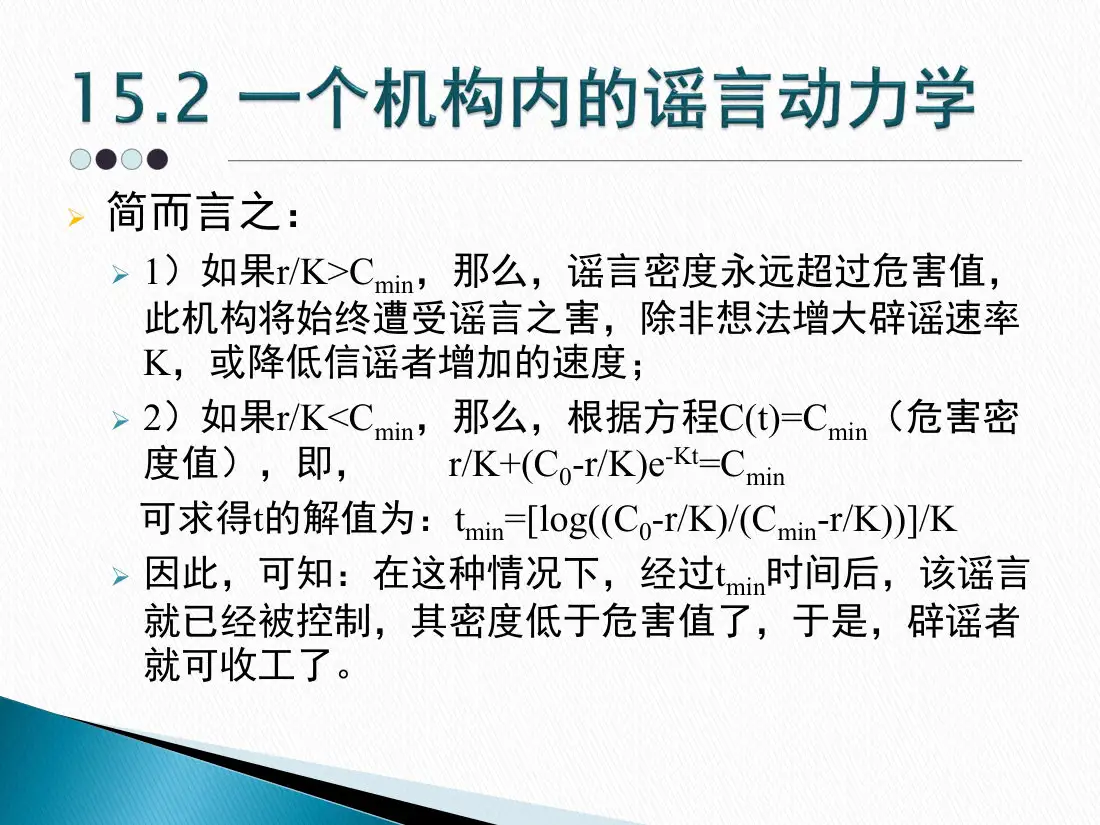 15.2 一个机构内的谣言动力学
简而言之：
1）如果r/K>Cmin，那么，谣言密度永远超过危害值，
此机构将始终遭受谣言之害，除非想法增大辟谣速率
K，或降低信谣者增加的速度；
2）如果r/K<Cmin，那么，根据方程C(t)=Cmin（危害密
度值），即， r/K+(C0-r/K)e-Kt=Cmin
可求得t的解值为：tmin=[log((C0-r/K)/(Cmin-r/K))]/K
因此，可知：在这种情况下，经过tmin时间后，该谣言
就已经被控制，其密度低于危害值了，于是，辟谣者
就可收工了。